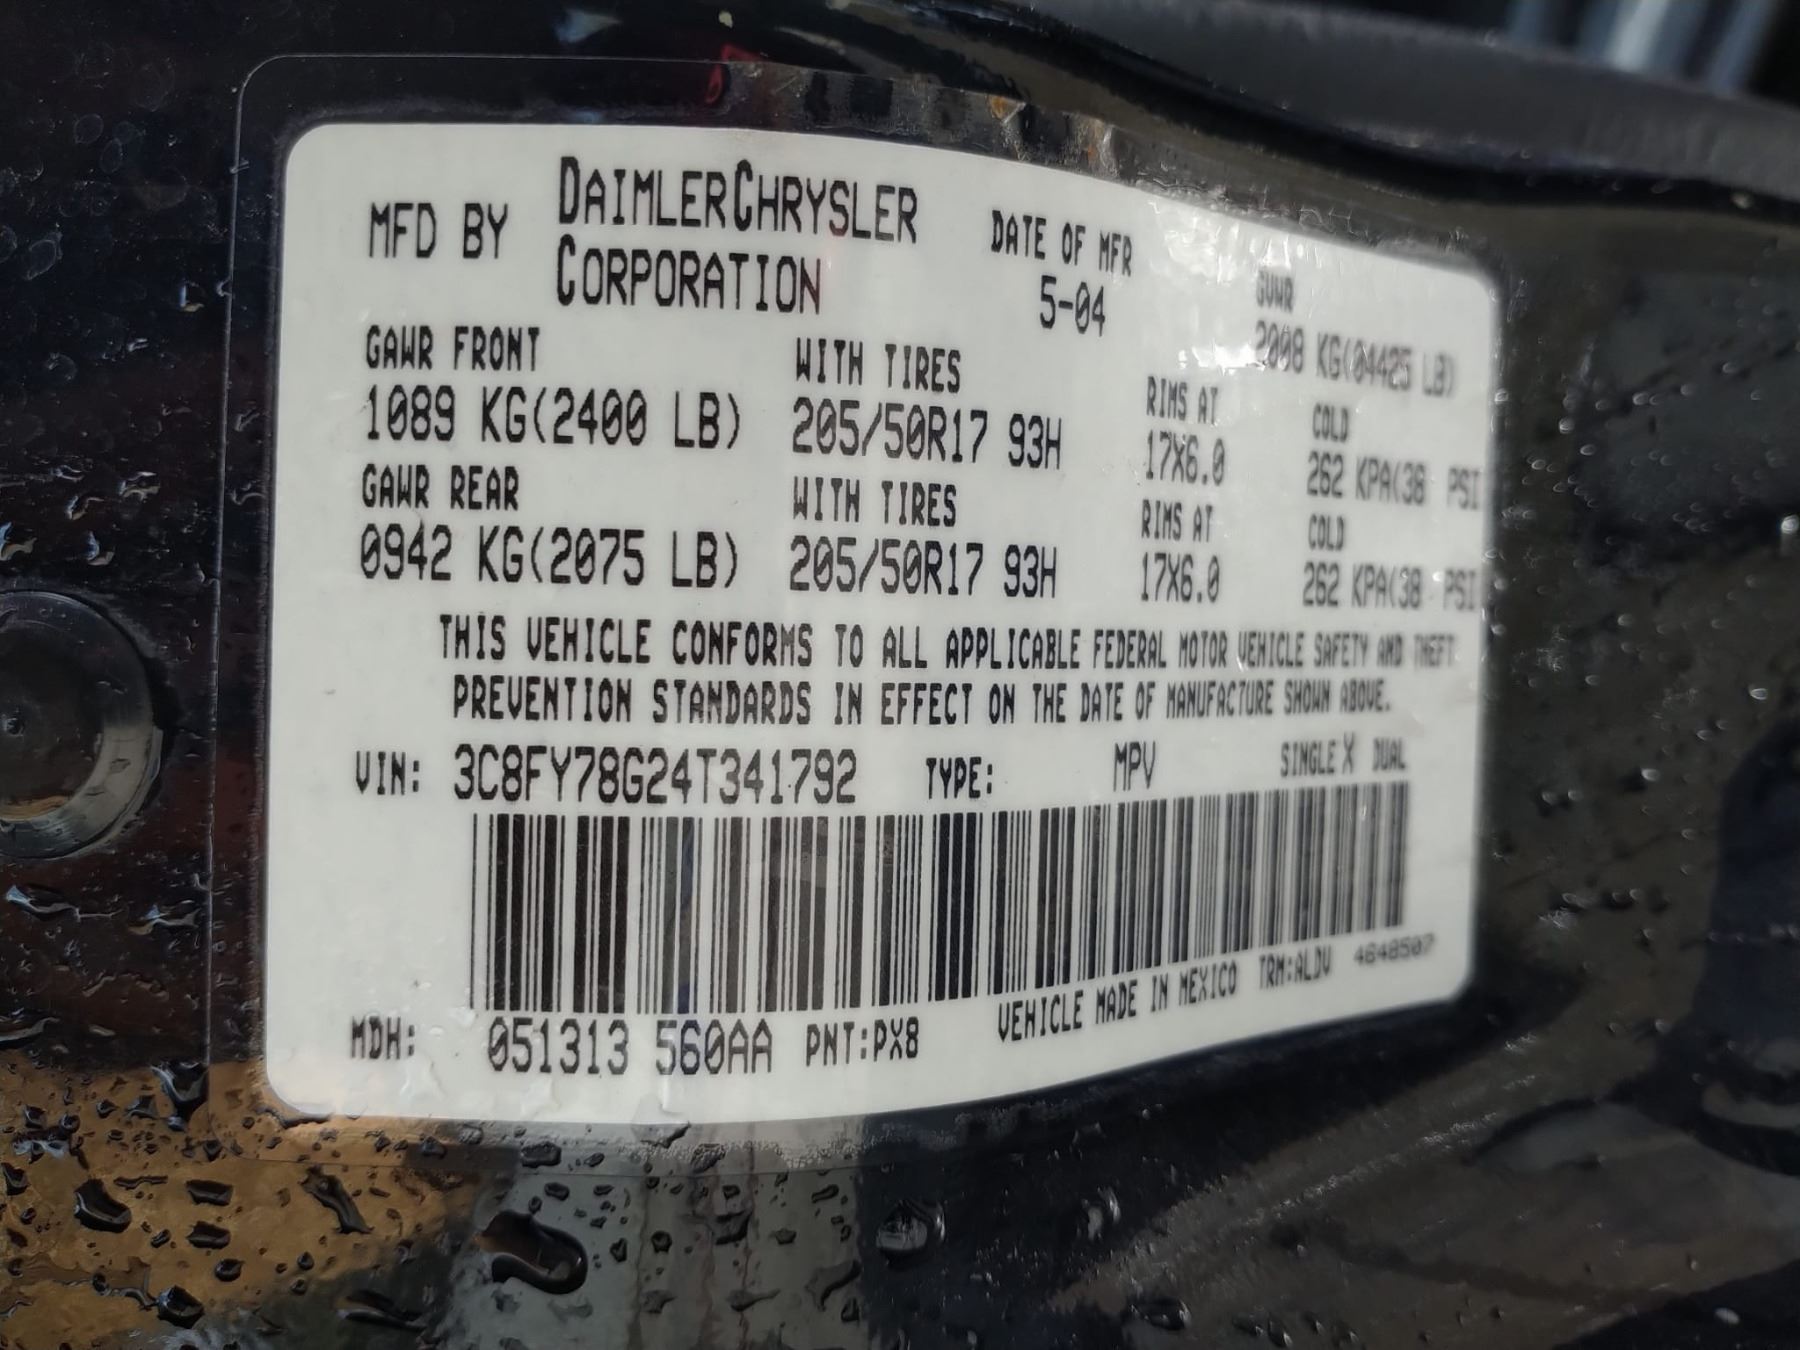 MFD BY DAIMLERCHRYSLER CORPORATION
DATE OF MFR 5-04
GVWR 2008 KG(04425 LB)
GAWR FRONT WITH TIRES RIMS AT COLD
1089 KG(2400 LB) 205/50R17 93H 17X6.0 262 KPA(38 PSI
GAWR REAR WITH TIRES RIMS AT COLD
0942 KG(2075 LB) 205/50R17 93H 17X6.0 262 KPA(38 PSI
THIS VEHICLE CONFORMS TO ALL APPLICABLE FEDERAL MOTOR VEHICLE SAFETY AND THEFT
PREVENTION STANDARDS IN EFFECT ON THE DATE OF MANUFACTURE SHOWN ABOVE.
VIN: 3C8FY78G24T341792 TYPE: MPV SINGLE X DUAL
MDH: 051313 560AA PNT:PX8 VEHICLE MADE IN MEXICO TRM:ALDV 4648507